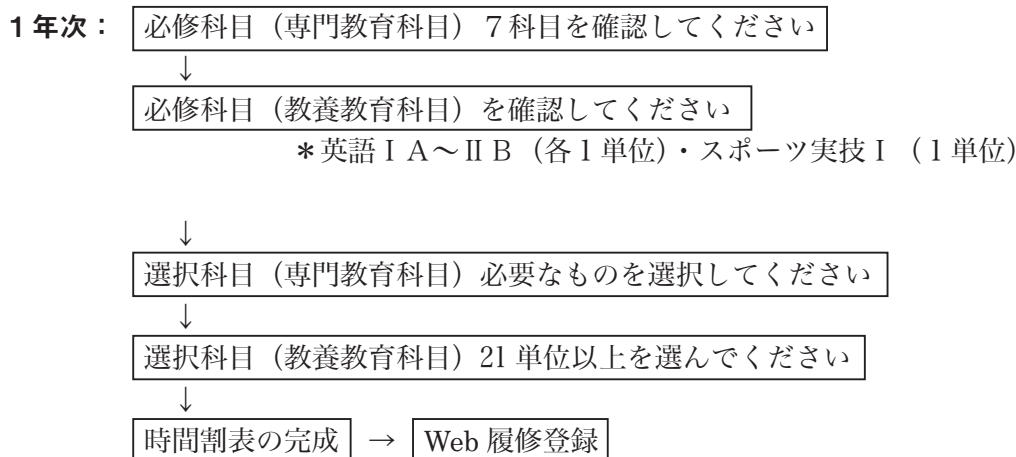 1年次： 必修科目（専門教育科目）7科目を確認してください
↓
必修科目（教養教育科目）を確認してください
＊英語ⅠA～ⅡB（各1単位）・スポーツ実技Ⅰ（1単位）
↓
選択科目（専門教育科目）必要なものを選択してください
↓
選択科目（教養教育科目）21単位以上を選んでください
↓
時間割表の完成 → Web 履修登録